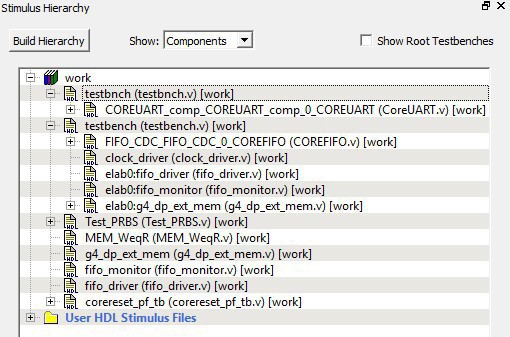 Stimulus Hierarchy
Build Hierarchy Show: Components Show Root Testbenches
work
testbnch (testbnch.v) [work]
COREUART_comp_COREUART_comp_0_COREUART (CoreUART.v) [work]
testbench (testbench.v) [work]
FIFO_CDC_FIFO_CDC_0_COREFIFO (COREFIFO.v) [work]
clock_driver (clock_driver.v) [work]
elab0:fifo_driver (fifo_driver.v) [work]
elab0:fifo_monitor (fifo_monitor.v) [work]
elab0:g4_dp_ext_mem (g4_dp_ext_mem.v) [work]
Test_PRBS (Test_PRBS.v) [work]
MEM_WeqR (MEM_WeqR.v) [work]
g4_dp_ext_mem (g4_dp_ext_mem.v) [work]
fifo_monitor (fifo_monitor.v) [work]
fifo_driver (fifo_driver.v) [work]
corereset_pf_tb (corereset_pf_tb.v) [work]
User HDL Stimulus Files